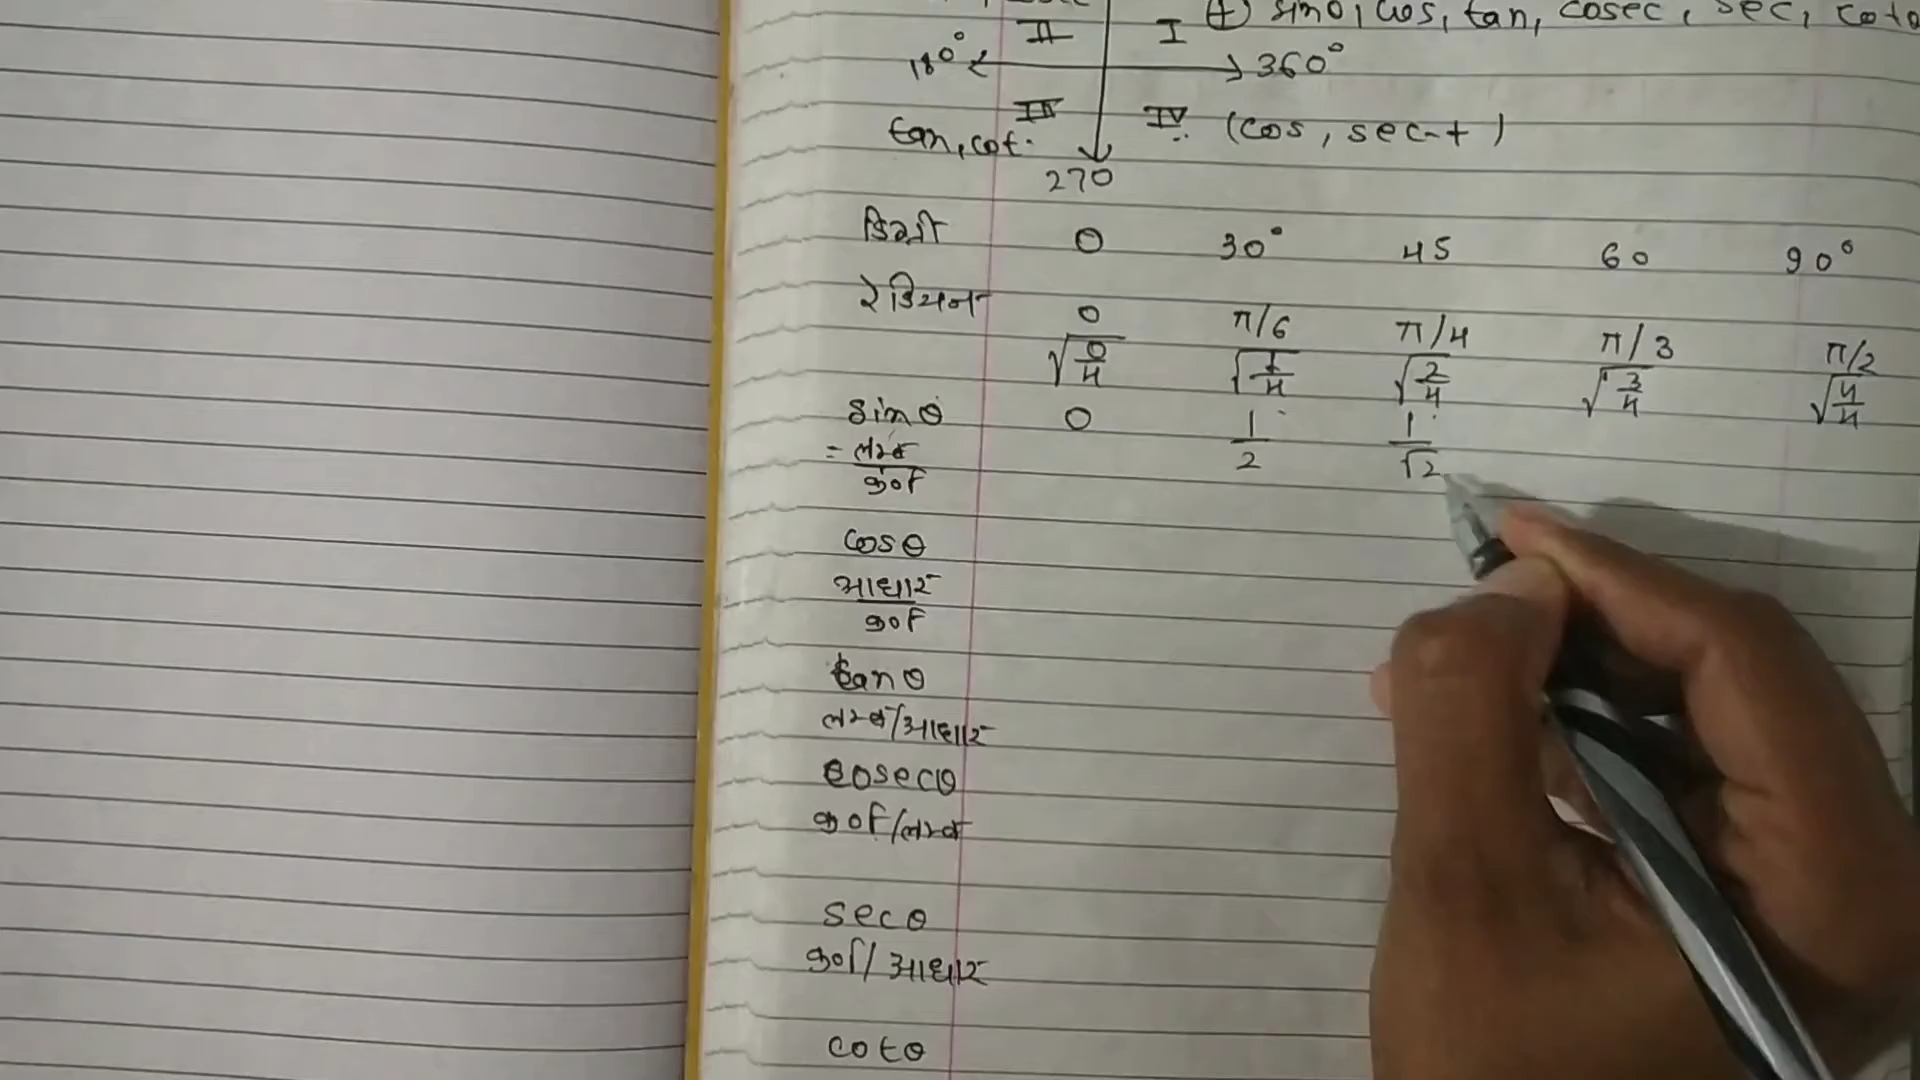 (+) sinθ, cos, tan, cosec, sec, cotθ
II I
180° 360°
III IV (cos, sec → +)
tan, cot.
270
डिग्री 0 30° 45 60 90°
रेडियन 0 π/6 π/4 π/3 π/2
√0/4 √1/4 √2/4 √3/4 √4/4
sinθ 0 1/2 1/√2
= लम्ब/कर्ण
cosθ
आधार/कर्ण
tanθ
लम्ब/आधार
cosecθ
कर्ण/लम्ब
secθ
कर्ण/आधार
cotθ